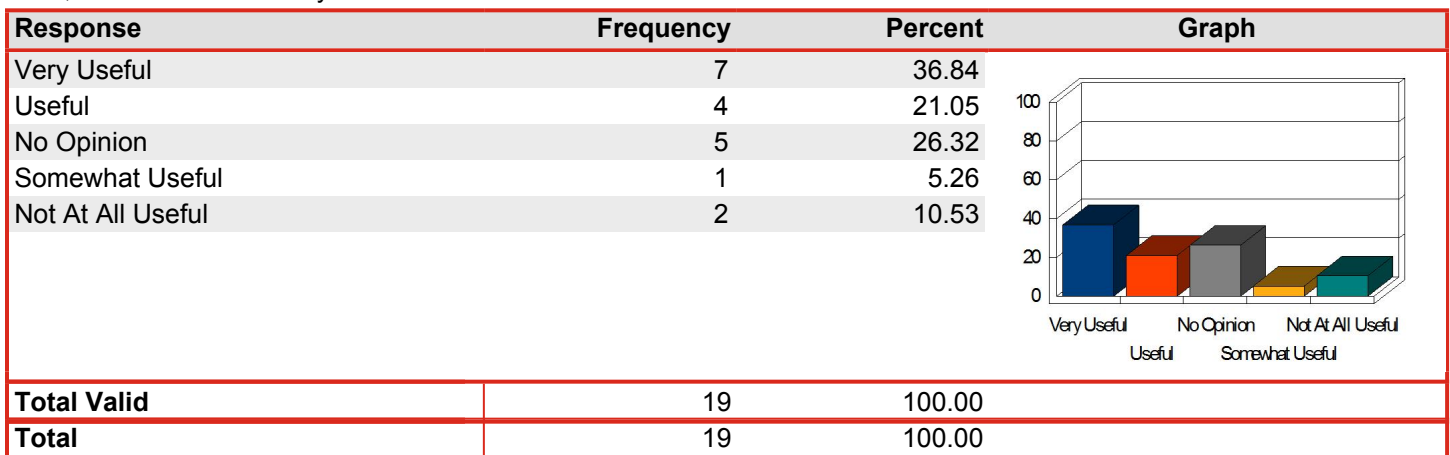 Response Frequency Percent Graph
Very Useful 7 36.84
Useful 4 21.05
No Opinion 5 26.32
Somewhat Useful 1 5.26
Not At All Useful 2 10.53
100
80
60
40
20
0
Very Useful No Opinion Not At All Useful
Useful Somewhat Useful
Total Valid 19 100.00
Total 19 100.00